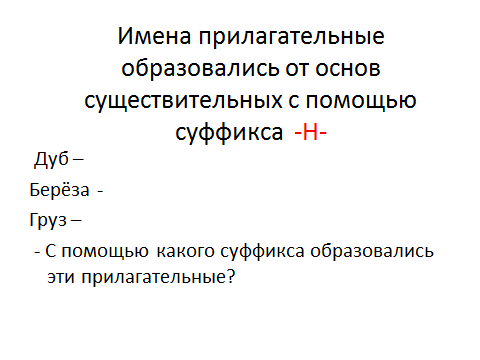 Имена прилагательные
образовались от основ
существительных с помощью
суффикса -Н-
Дуб –
Берёза -
Груз –
- С помощью какого суффикса образовались
эти прилагательные?